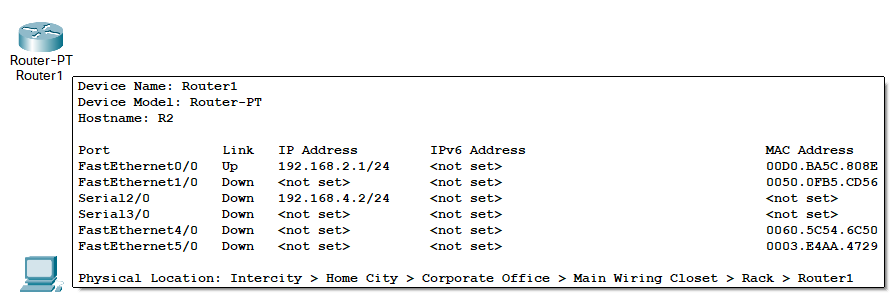 Router-PT
Router1
Device Name: Router1
Device Model: Router-PT
Hostname: R2
Port Link IP Address IPv6 Address MAC Address
FastEthernet0/0 Up 192.168.2.1/24 <not set> 00D0.BA5C.808E
FastEthernet1/0 Down <not set> <not set> 0050.0FB5.CD56
Serial2/0 Down 192.168.4.2/24 <not set> <not set>
Serial3/0 Down <not set> <not set> <not set>
FastEthernet4/0 Down <not set> <not set> 0060.5C54.6C50
FastEthernet5/0 Down <not set> <not set> 0003.E4AA.4729
Physical Location: Intercity > Home City > Corporate Office > Main Wiring Closet > Rack > Router1